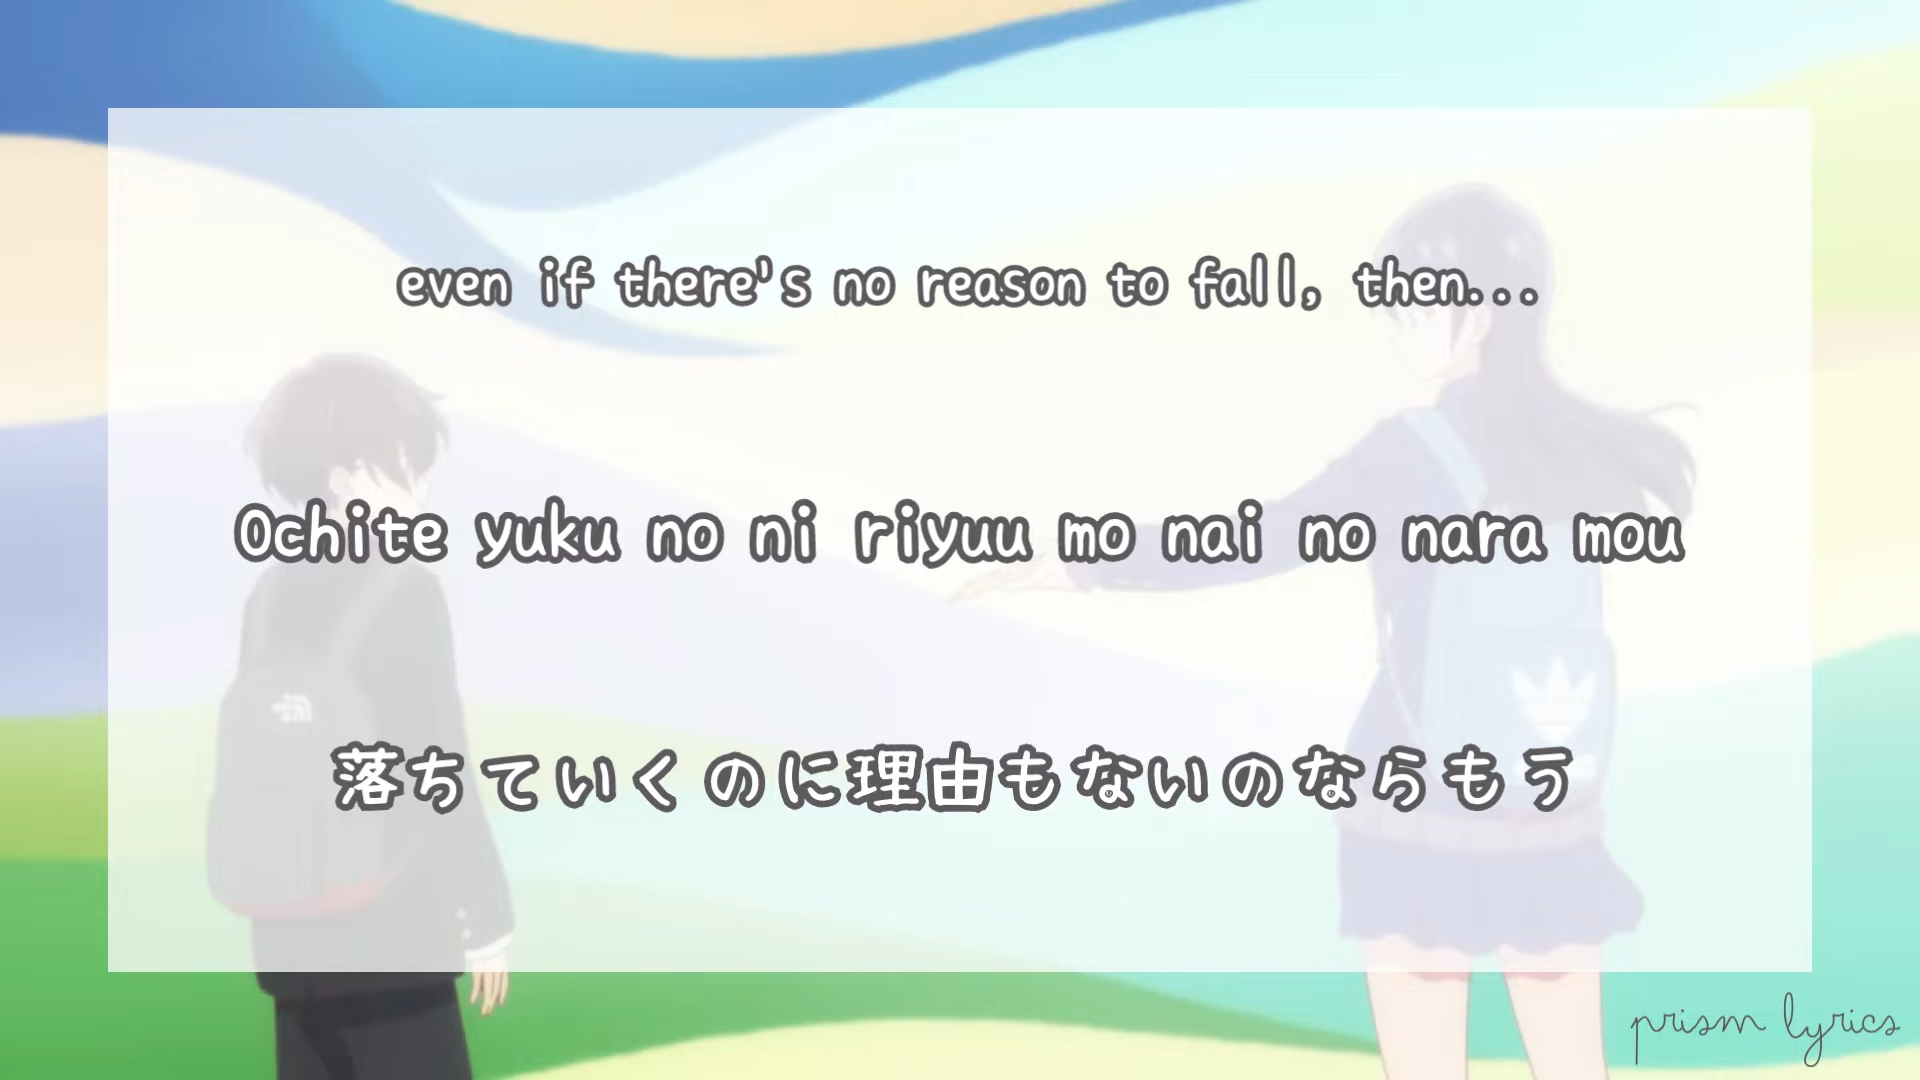 even if there's no reason to fall, then...
Ochite yuku no ni riyuu mo nai no nara mou
落ちていくのに理由もないのならもう
prism lyrics